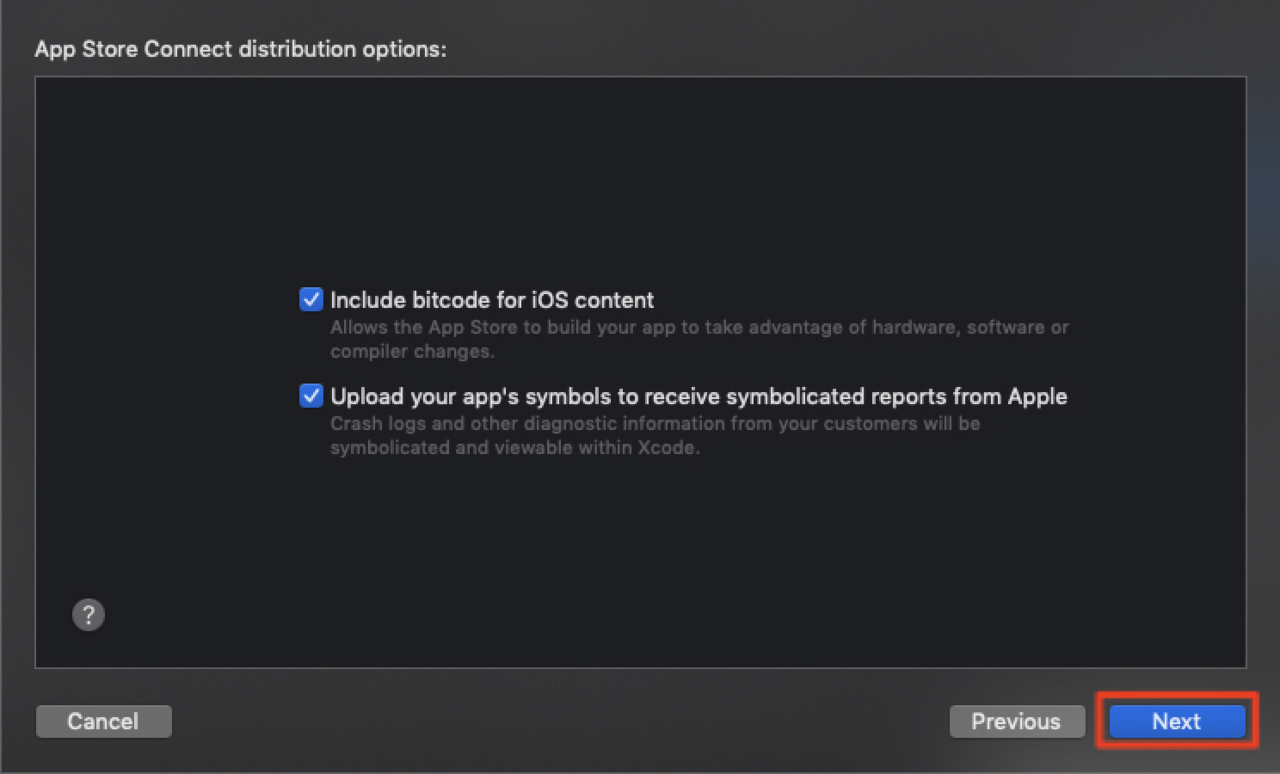 App Store Connect distribution options:
Include bitcode for iOS content
Allows the App Store to build your app to take advantage of hardware, software or
compiler changes.
Upload your app's symbols to receive symbolicated reports from Apple
Crash logs and other diagnostic information from your customers will be
symbolicated and viewable within Xcode.
?
Cancel
Previous
Next